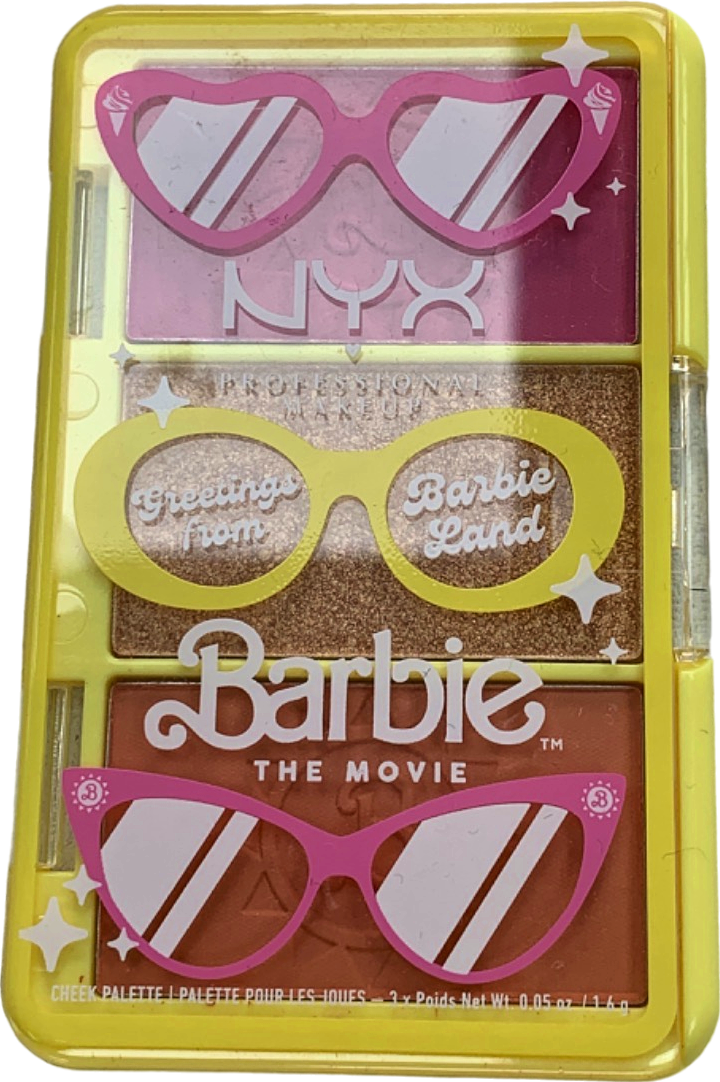 NYX
PROFESSIONAL
MAKEUP
Greetings
from
Barbie
Land
Barbie™
THE MOVIE
B
B
CHEEK PALETTE | PALETTE POUR LES JOUES – 3 x Poids Net Wt. 0.05 oz / 1.6 g